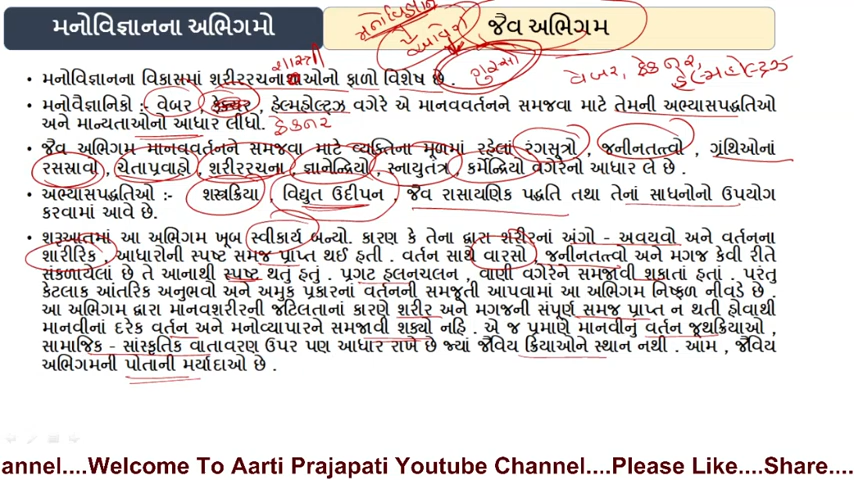 મનોવિજ્ઞાનના અભિગમો
જૈવ અભિગમ
મનોવિજ્ઞાન
ગુસ્સો
વેબર, ફેકનર,
હેલ્મહોલ્ટ્ઝ
• મનોવિજ્ઞાનના વિકાસમાં શરીરરચનાશાસ્ત્રીઓનો ફાળો વિશેષ છે .
• મનોવૈજ્ઞાનિકો :- વેબર , ફેક્નર , હેલ્મહોલ્ટ્ઝ વગેરે એ માનવવર્તનને સમજવા માટે તેમની અભ્યાસપદ્ધતિઓ
અને માન્યતાઓનો આધાર લીધો. ફેકનર
• જૈવ અભિગમ માનવવર્તનને સમજવા માટે વ્યક્તિના મૂળમાં રહેલાં રંગસૂત્રો , જનીનતત્ત્વો , ગ્રંથિઓનાં
રસસ્રાવો , ચેતાપ્રવાહો , શરીરરચના , જ્ઞાનેન્દ્રિયો , સ્નાયુતંત્ર , કર્મેન્દ્રિયો વગેરેનો આધાર લે છે .
• અભ્યાસપદ્ધતિઓ :- શસ્ત્રક્રિયા , વિદ્યુત ઉદ્દીપન , જૈવ રાસાયણિક પદ્ધતિ તથા તેનાં સાધનોનો ઉપયોગ
કરવામાં આવે છે.
• શરૂઆતમાં આ અભિગમ ખૂબ સ્વીકાર્ય બન્યો. કારણ કે તેના દ્વારા શરીરનાં અંગો - અવયવો અને વર્તનના
શારીરિક , આધારોની સ્પષ્ટ સમજ પ્રાપ્ત થઈ હતી . વર્તન સાથે વારસો , જનીનતત્ત્વો અને મગજ કેવી રીતે
સંકળાયેલાં છે તે આનાથી સ્પષ્ટ થતું હતું . પ્રગટ હલનચલન , વાણી વગેરેને સમજાવી શકાતાં હતાં . પરંતુ
કેટલાક આંતરિક અનુભવો અને અમુક પ્રકારનાં વર્તનની સમજૂતી આપવામાં આ અભિગમ નિષ્ફળ નીવડે છે .
આ અભિગમ દ્વારા માનવશરીરની જટિલતાનાં કારણે શરીર અને મગજની સંપૂર્ણ સમજ પ્રાપ્ત ન થતી હોવાથી
માનવીનાં દરેક વર્તન અને મનોવ્યાપારને સમજાવી શક્યો નહિ . એ જ પ્રમાણે માનવીનું વર્તન જૂથક્રિયાઓ ,
સામાજિક - સાંસ્કૃતિક વાતાવરણ ઉપર પણ આધાર રાખે છે જ્યાં જૈવિય ક્રિયાઓને સ્થાન નથી . આમ , જૈવિય
અભિગમની પોતાની મર્યાદાઓ છે .
annel....Welcome To Aarti Prajapati Youtube Channel....Please Like....Share....